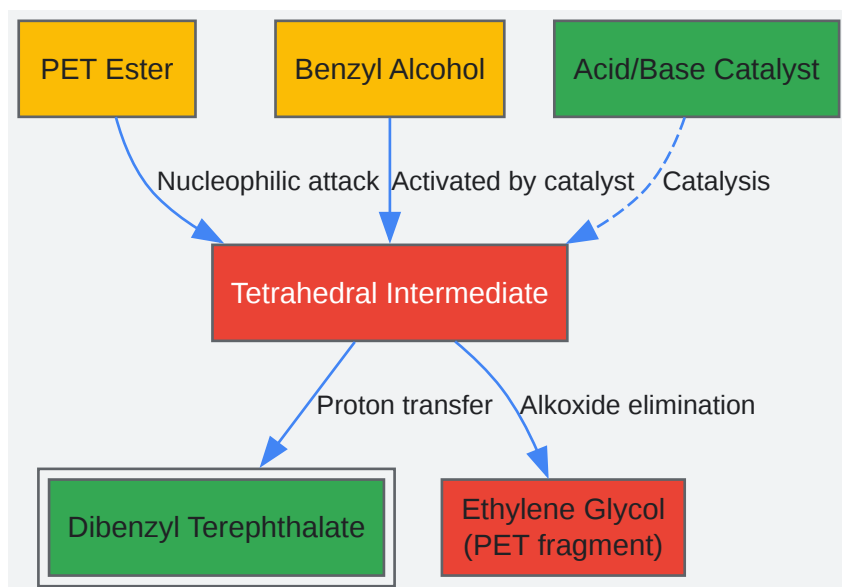 PET Ester
Benzyl Alcohol
Acid/Base Catalyst
Nucleophilic attack
Activated by catalyst
Catalysis
Tetrahedral Intermediate
Proton transfer
Alkoxide elimination
Dibenzyl Terephthalate
Ethylene Glycol
(PET fragment)